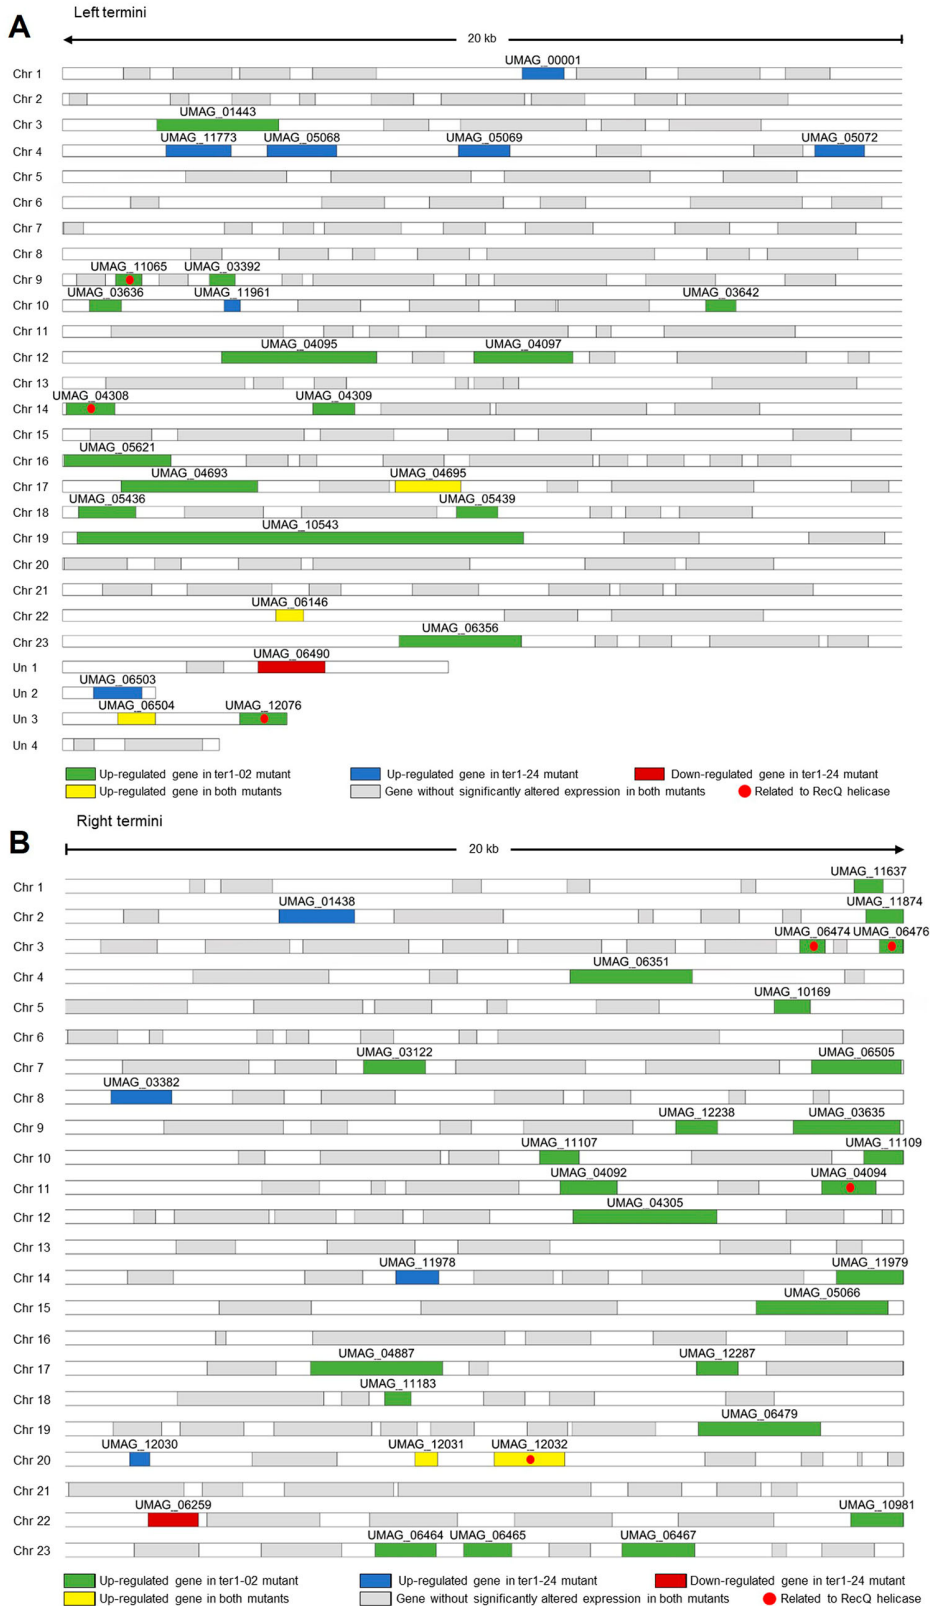 A
Left termini
20 kb
UMAG_00001
Chr 1
Chr 2
UMAG_01443
Chr 3
UMAG_11773 UMAG_05068 UMAG_05069 UMAG_05072
Chr 4
Chr 5
Chr 6
Chr 7
Chr 8
UMAG_11065 UMAG_03392
Chr 9
UMAG_03636 UMAG_11961 UMAG_03642
Chr 10
Chr 11
UMAG_04095 UMAG_04097
Chr 12
Chr 13
UMAG_04308 UMAG_04309
Chr 14
Chr 15
UMAG_05621
Chr 16
UMAG_04693 UMAG_04695
Chr 17
UMAG_05436 UMAG_05439
Chr 18
UMAG_10543
Chr 19
Chr 20
Chr 21
UMAG_06146
Chr 22
UMAG_06356
Chr 23
UMAG_06490
Un 1
UMAG_06503
Un 2
UMAG_06504 UMAG_12076
Un 3
Un 4
Up-regulated gene in ter1-02 mutant Up-regulated gene in ter1-24 mutant Down-regulated gene in ter1-24 mutant
Up-regulated gene in both mutants Gene without significantly altered expression in both mutants Related to RecQ helicase
B
Right termini
20 kb
UMAG_11637
Chr 1
UMAG_01438 UMAG_11874
Chr 2
UMAG_06474 UMAG_06476
Chr 3
UMAG_06351
Chr 4
UMAG_10169
Chr 5
Chr 6
UMAG_03122 UMAG_06505
Chr 7
UMAG_03382
Chr 8
UMAG_12238 UMAG_03635
Chr 9
UMAG_11107 UMAG_11109
Chr 10
UMAG_04092 UMAG_04094
Chr 11
UMAG_04305
Chr 12
Chr 13
UMAG_11978 UMAG_11979
Chr 14
UMAG_05066
Chr 15
Chr 16
UMAG_04887 UMAG_12287
Chr 17
UMAG_11183
Chr 18
UMAG_06479
Chr 19
UMAG_12030 UMAG_12031 UMAG_12032
Chr 20
Chr 21
UMAG_06259 UMAG_10981
Chr 22
UMAG_06464 UMAG_06465 UMAG_06467
Chr 23
Up-regulated gene in ter1-02 mutant Up-regulated gene in ter1-24 mutant Down-regulated gene in ter1-24 mutant
Up-regulated gene in both mutants Gene without significantly altered expression in both mutants Related to RecQ helicase